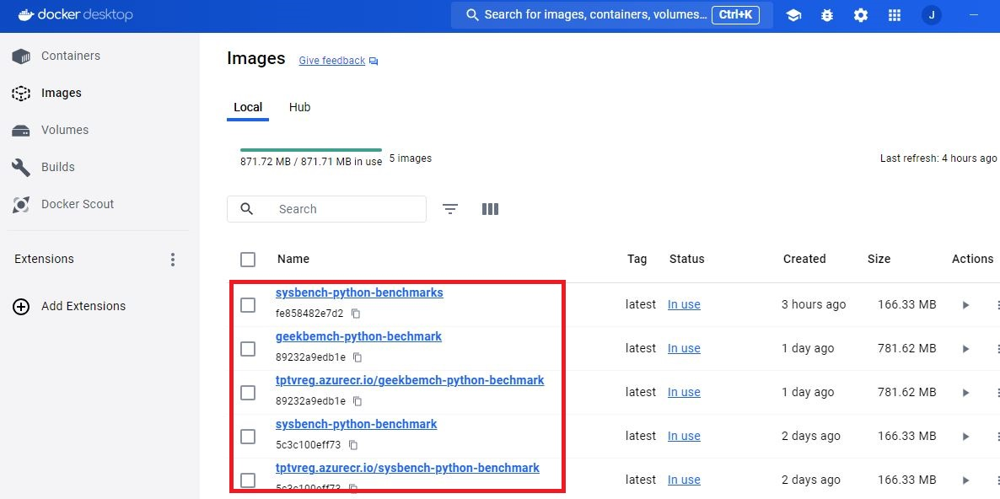 docker desktop
Search for images, containers, volumes... Ctrl+K
J
Containers
Images
Volumes
Builds
Docker Scout
Extensions
Add Extensions
Images Give feedback
Local Hub
871.72 MB / 871.71 MB in use 5 images
Last refresh: 4 hours ago
Search
Name Tag Status Created Size Actions
sysbench-python-benchmarks
fe858482e7d2
latest In use 3 hours ago 166.33 MB
geekbemch-python-bechmark
89232a9edb1e
latest In use 1 day ago 781.62 MB
tptvreg.azurecr.io/geekbemch-python-bechmark
89232a9edb1e
latest In use 1 day ago 781.62 MB
sysbench-python-benchmark
5c3c100eff73
latest In use 2 days ago 166.33 MB
tptvreg.azurecr.io/sysbench-python-benchmark
5c3c100eff73
latest In use 2 days ago 166.33 MB